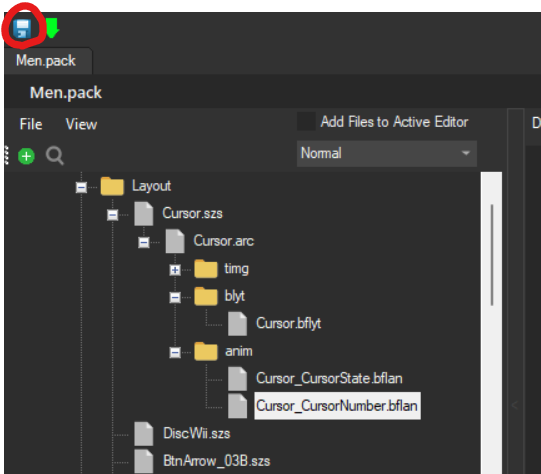 Men.pack
Men.pack
File View Add Files to Active Editor D
Normal
Layout
Cursor.szs
Cursor.arc
timg
blyt
Cursor.bflyt
anim
Cursor_CursorState.bflan
Cursor_CursorNumber.bflan
DiscWii.szs
BtnArrow_03B.szs